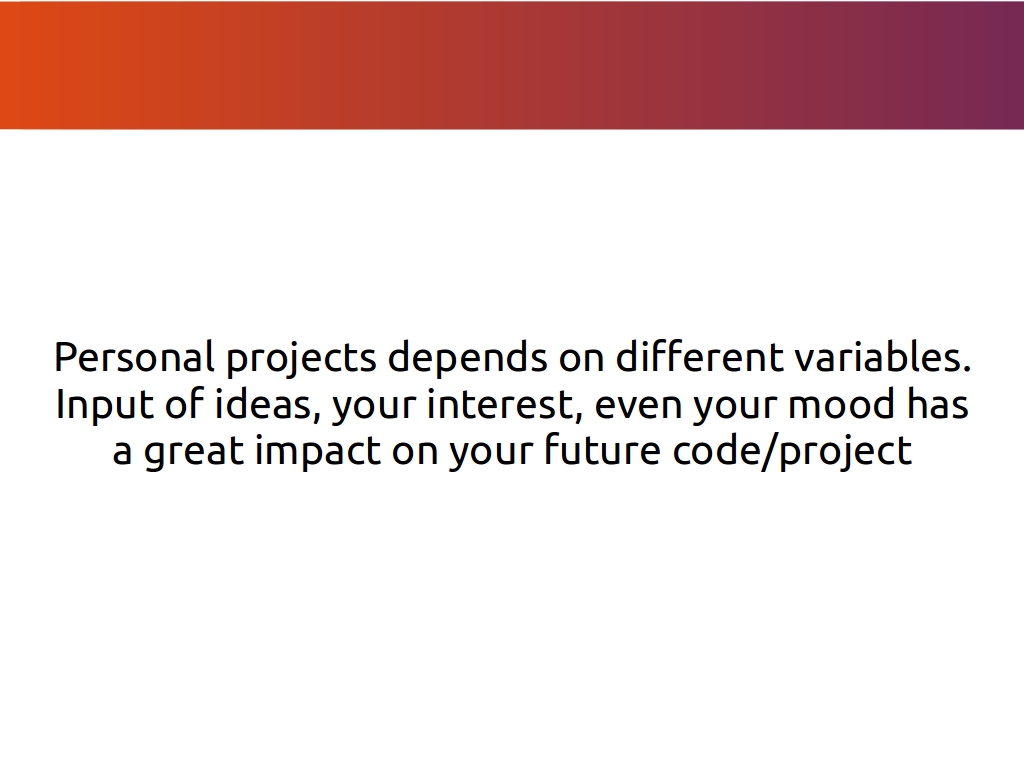 Personal projects depends on different variables.
Input of ideas, your interest, even your mood has
a great impact on your future code/project